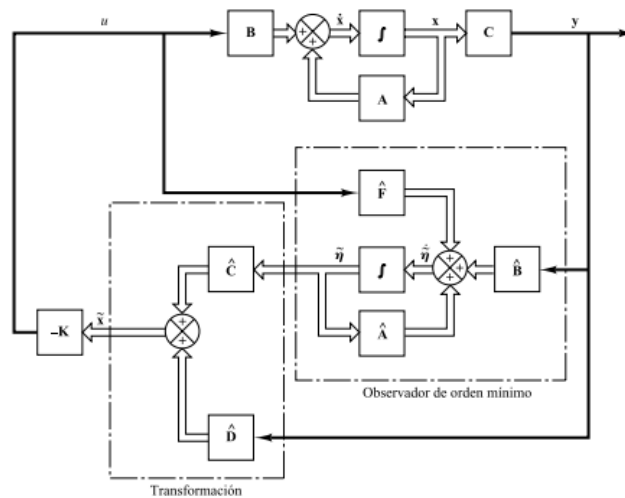 u
B
+
+
ẋ
∫
x
C
y
A
F̂
Ĉ
η̃
∫
η̃̇
+
+
+
B̂
Â
+
+
x̃
−K
D̂
Observador de orden mínimo
Transformación